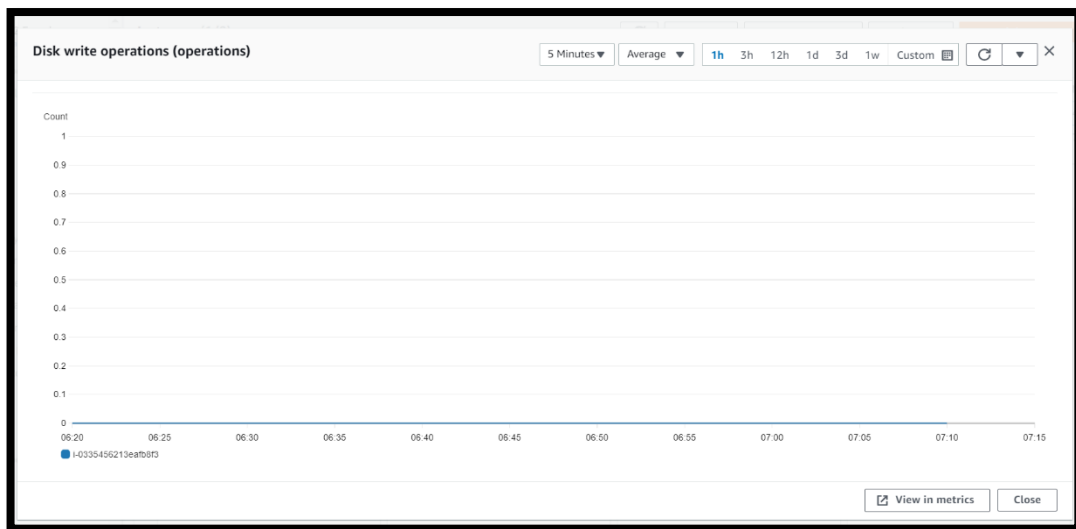 Disk write operations (operations)
5 Minutes Average 1h 3h 12h 1d 3d 1w Custom
Count
1
0.9
0.8
0.7
0.6
0.5
0.4
0.3
0.2
0.1
0
06:20 06:25 06:30 06:35 06:40 06:45 06:50 06:55 07:00 07:05 07:10 07:15
i-0335456213eafb8f3
View in metrics Close